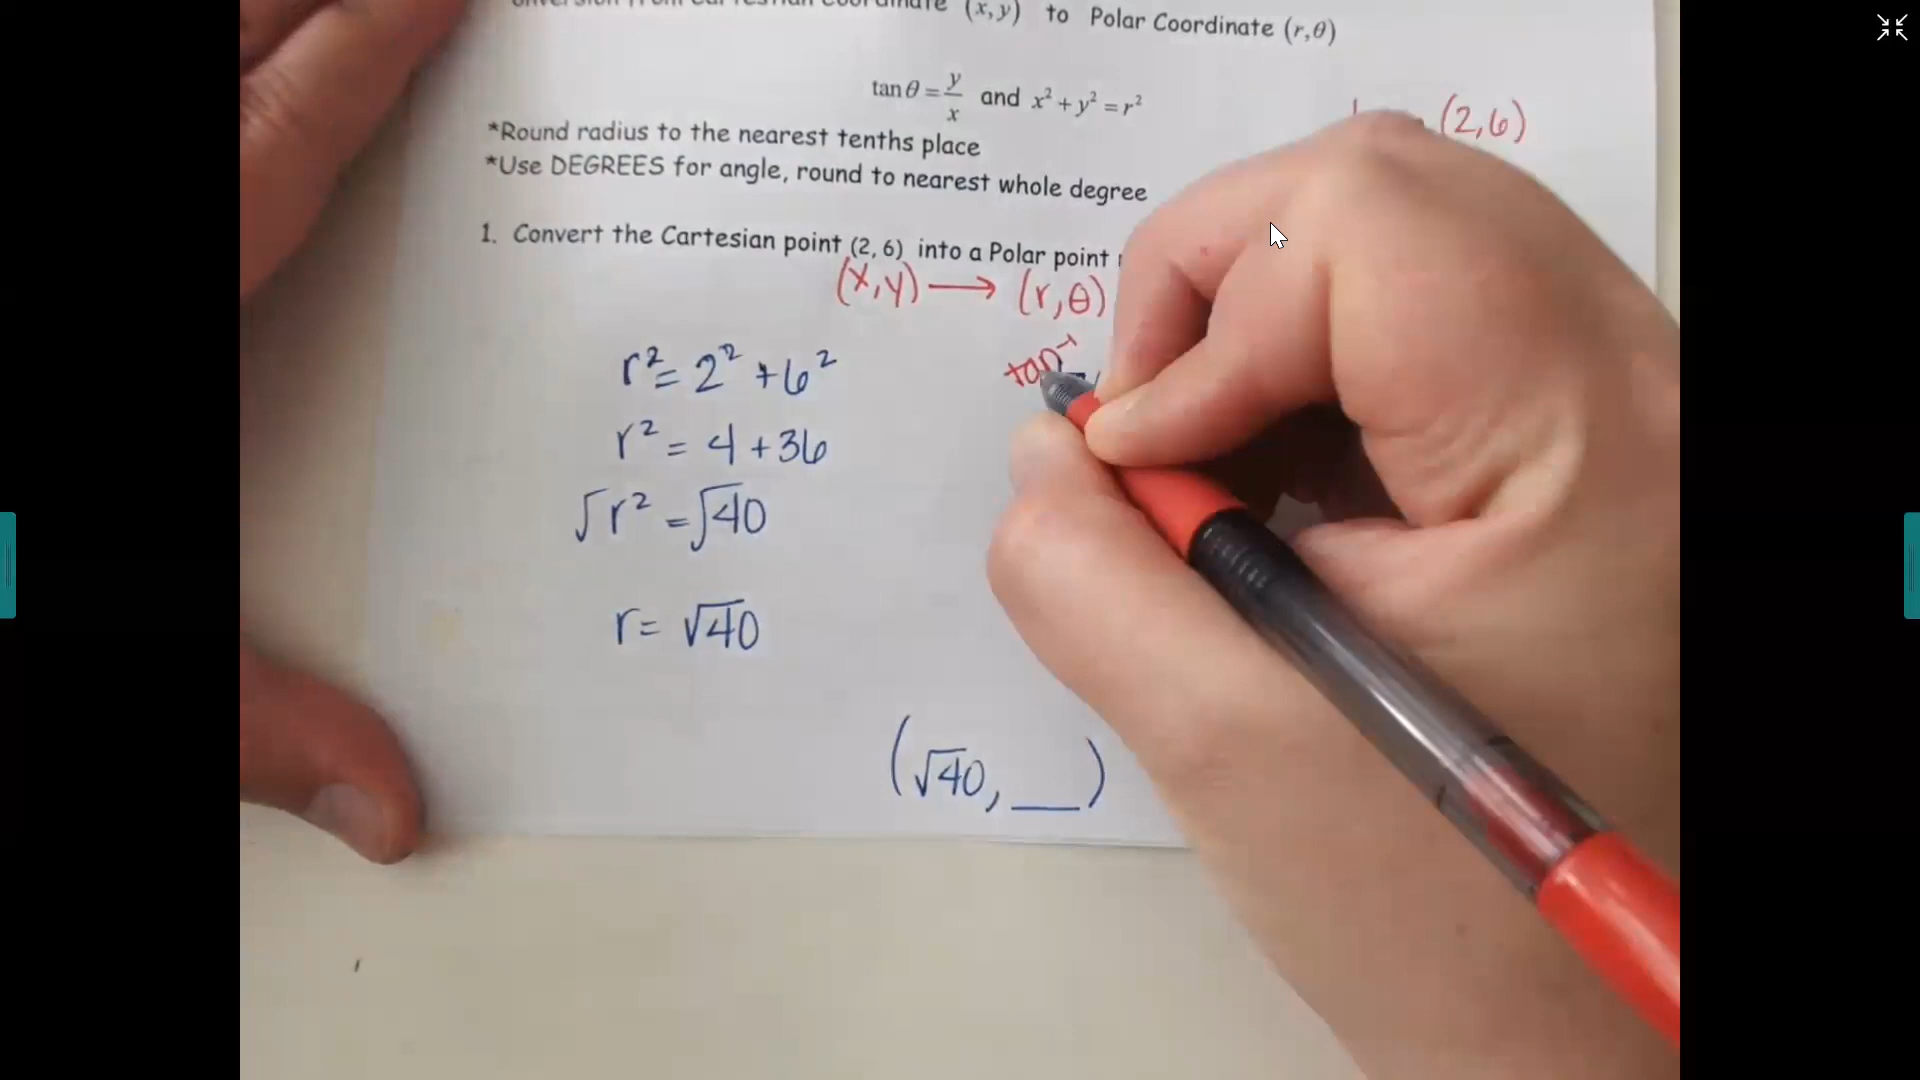 Cartesian Coordinate (x,y) to Polar Coordinate (r,θ)
tan θ = y/x and x² + y² = r²
*Round radius to the nearest tenths place
*Use DEGREES for angle, round to nearest whole degree
(2,6)
1. Convert the Cartesian point (2, 6) into a Polar point
(x,y) → (r,θ)
tan⁻¹
r² = 2² + 6²
r² = 4 + 36
√r² = √40
r = √40
(√40, __)